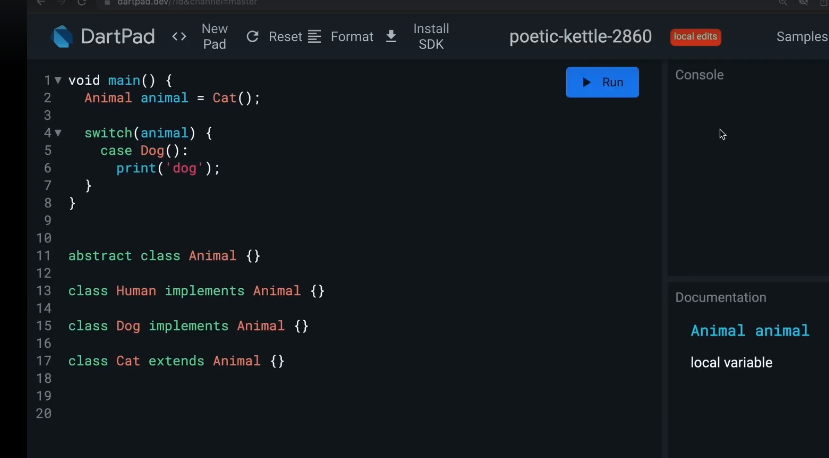 dartpad.dev/?id&channel=master
DartPad
<> New Pad
Reset
Format
Install SDK
poetic-kettle-2860
local edits
Samples
1 void main() {
2 Animal animal = Cat();
3
4 switch(animal) {
5 case Dog():
6 print('dog');
7 }
8 }
9
10
11 abstract class Animal {}
12
13 class Human implements Animal {}
14
15 class Dog implements Animal {}
16
17 class Cat extends Animal {}
18
19
20
Run
Console
Documentation
Animal animal
local variable